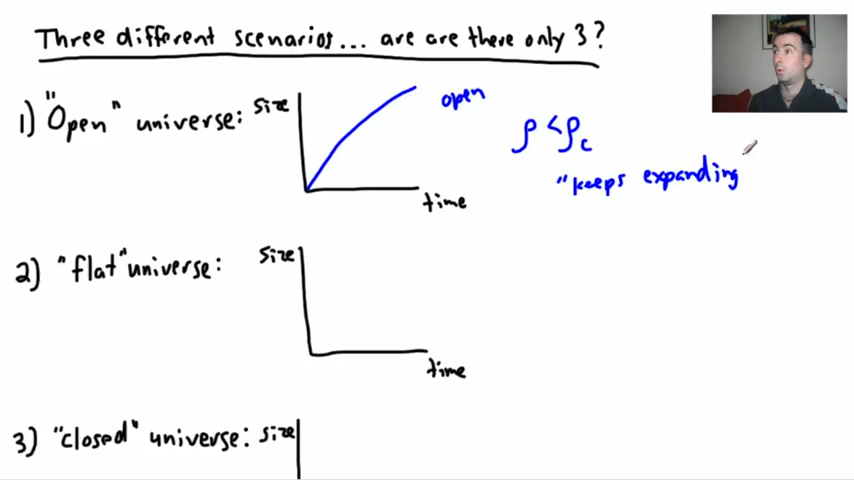 Three different scenarios... are are there only 3?
1) "Open" universe:
size
open
ρ < ρc
"keeps expanding
time
2) "flat" universe:
size
time
3) "closed" universe:
size